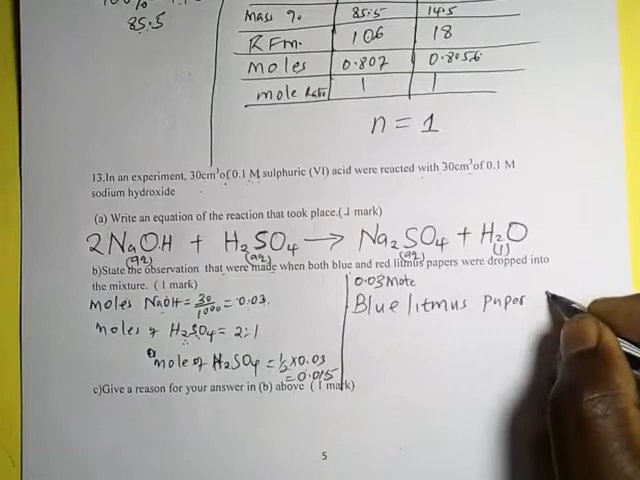 85.5
Mass % 85.5 14.5
RFm. 106 18
moles 0.807 0.8056
mole Ratio 1 1
n = 1
13.In an experiment, 30cm³of 0.1 M sulphuric (VI) acid were reacted with 30cm³of 0.1 M
sodium hydroxide
(a) Write an equation of the reaction that took place.(.1 mark)
2NaOH + H₂SO₄ → Na₂SO₄ + H₂O
(aq) (aq) (aq) (l)
b)State the observation that were made when both blue and red litmus papers were dropped into
the mixture. ( 1 mark)
moles NaOH = 30/1000 = 0.03.
moles of H₂SO₄ = 2:1
mole of H₂SO₄ = 1/2 x 0.03
= 0.015
0.03mole
Blue litmus paper
c)Give a reason for your answer in (b) above ( 1 mark)
5